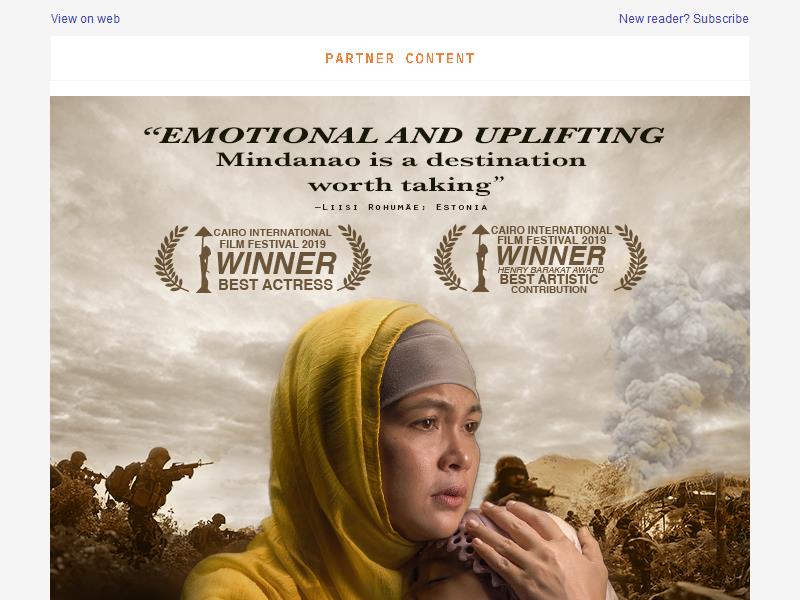 View on web
New reader? Subscribe
PARTNER CONTENT
“EMOTIONAL AND UPLIFTING
Mindanao is a destination
worth taking”
—Liisi Rohumäe; Estonia
CAIRO INTERNATIONAL
FILM FESTIVAL 2019
WINNER
BEST ACTRESS
CAIRO INTERNATIONAL
FILM FESTIVAL 2019
WINNER
HENRY BARAKAT AWARD
BEST ARTISTIC
CONTRIBUTION